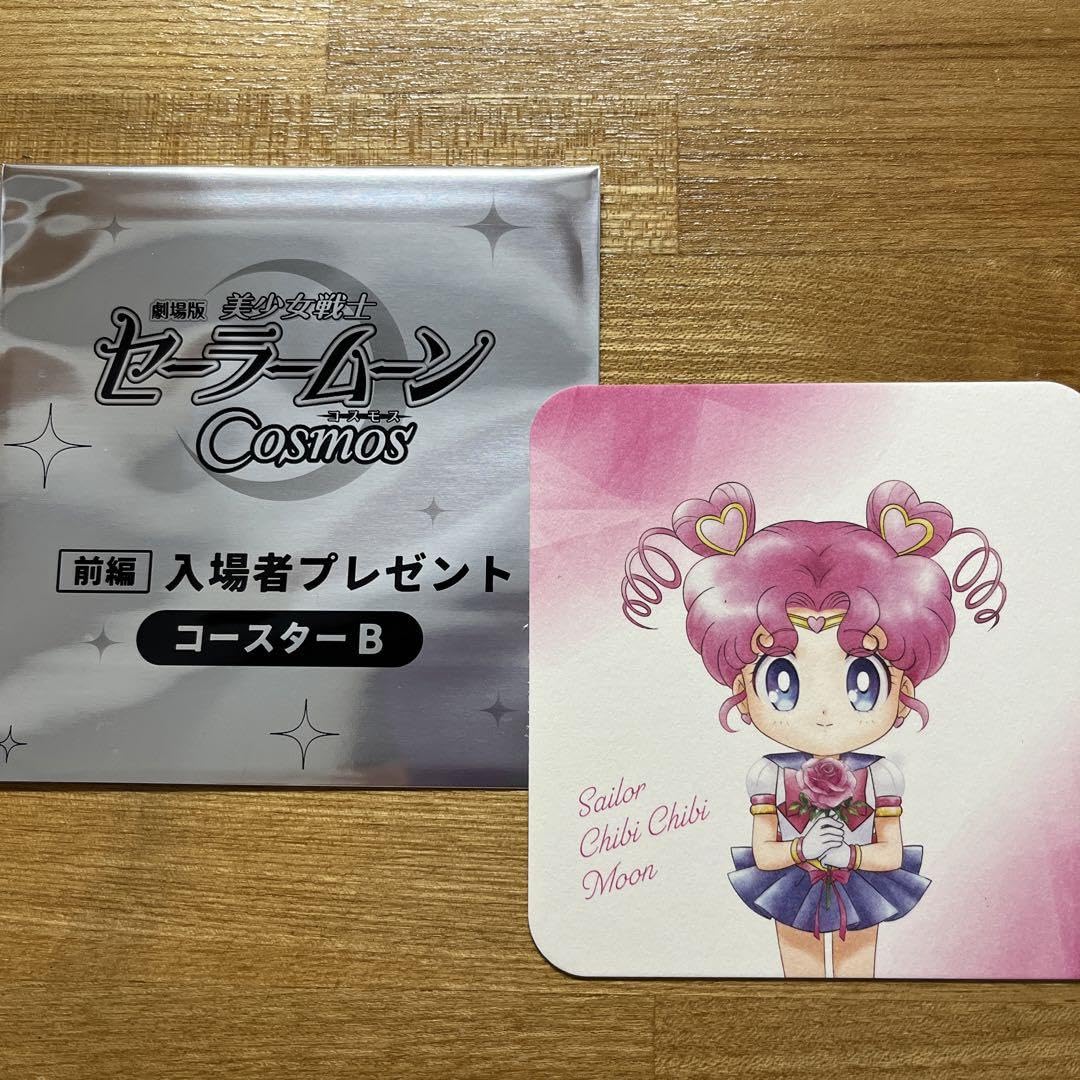 劇場版 美少女戦士
セーラームーン
コスモス
Cosmos
前編 入場者プレゼント
コースターB
Sailor
Chibi Chibi
Moon